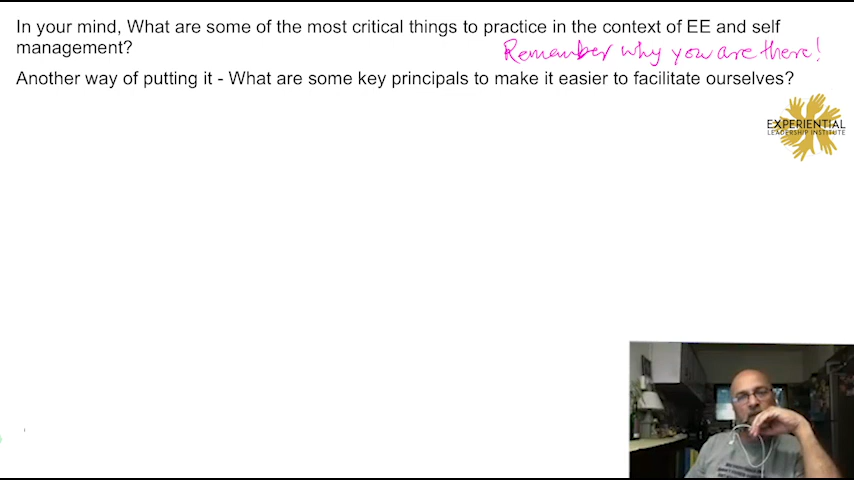 In your mind, What are some of the most critical things to practice in the context of EE and self
management?
Remember why you are there!
Another way of putting it - What are some key principals to make it easier to facilitate ourselves?
EXPERIENTIAL
LEADERSHIP INSTITUTE